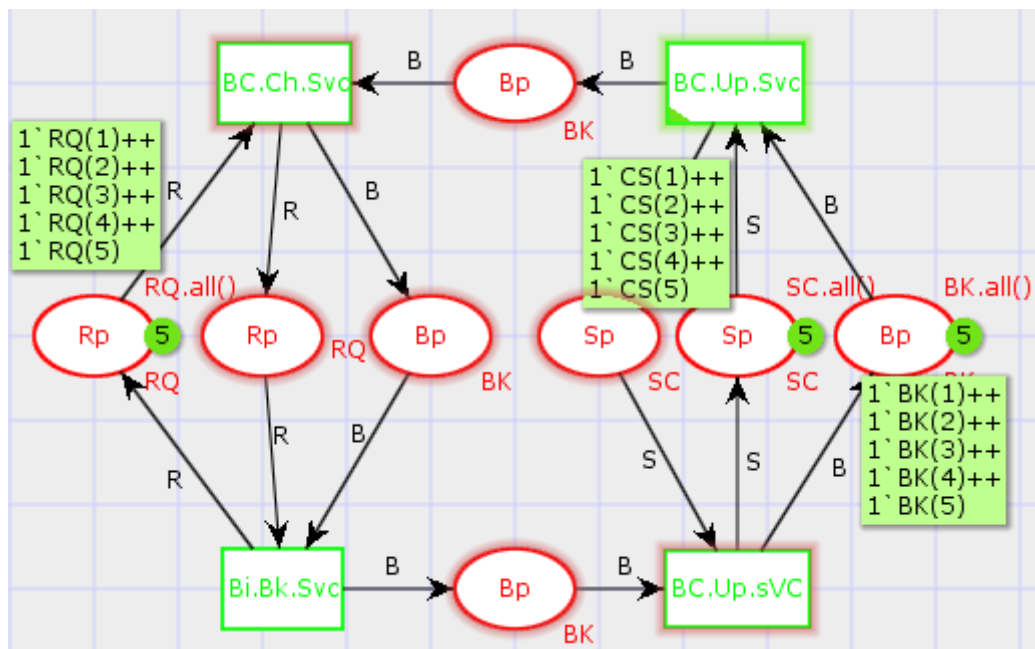 BC.Ch.Svc
B
Bp
BK
B
BC.Up.Svc
1`RQ(1)++
1`RQ(2)++
1`RQ(3)++
1`RQ(4)++
1`RQ(5)
R
R
B
1`CS(1)++
1`CS(2)++
1`CS(3)++
1`CS(4)++
1`CS(5)
S
B
RQ.all()
Rp
5
RQ
Rp
RQ
Bp
BK
Sp
SC
SC.all()
Sp
5
SC
BK.all()
Bp
5
BK
1`BK(1)++
1`BK(2)++
1`BK(3)++
1`BK(4)++
1`BK(5)
R
R
B
S
S
B
Bi.Bk.Svc
B
Bp
BK
B
BC.Up.sVC